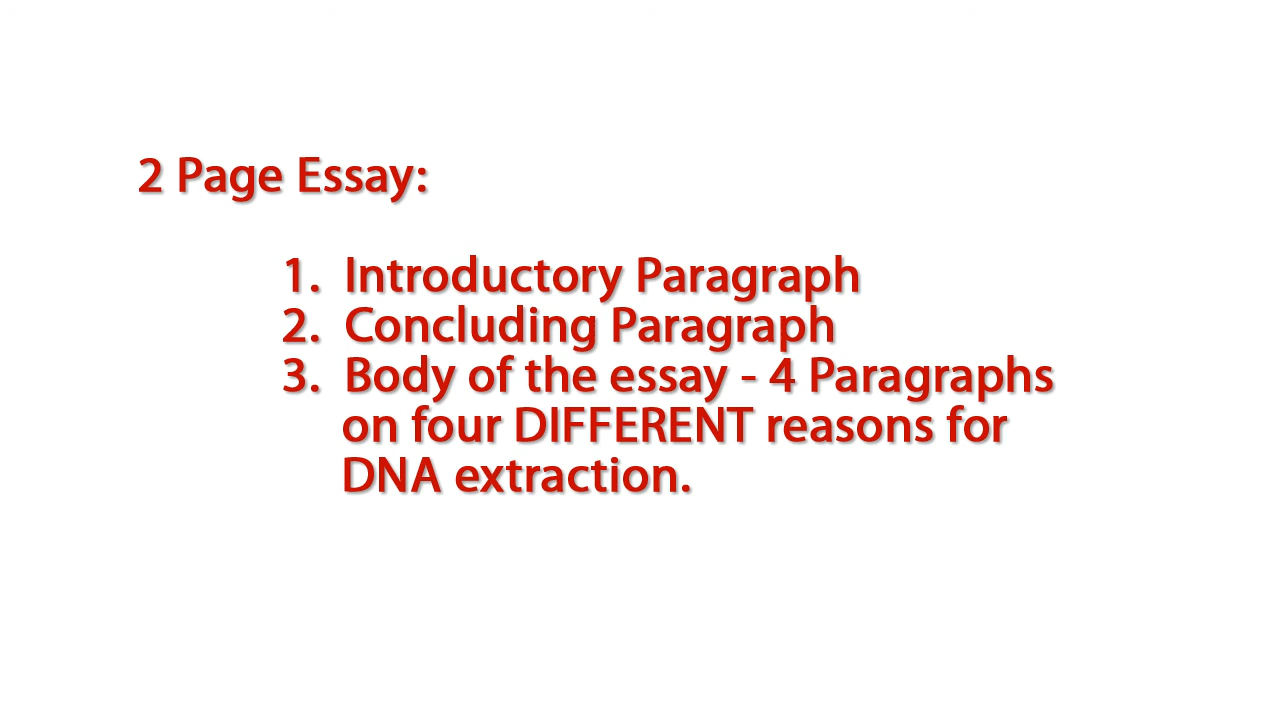 2 Page Essay:
1. Introductory Paragraph
2. Concluding Paragraph
3. Body of the essay - 4 Paragraphs
on four DIFFERENT reasons for
DNA extraction.